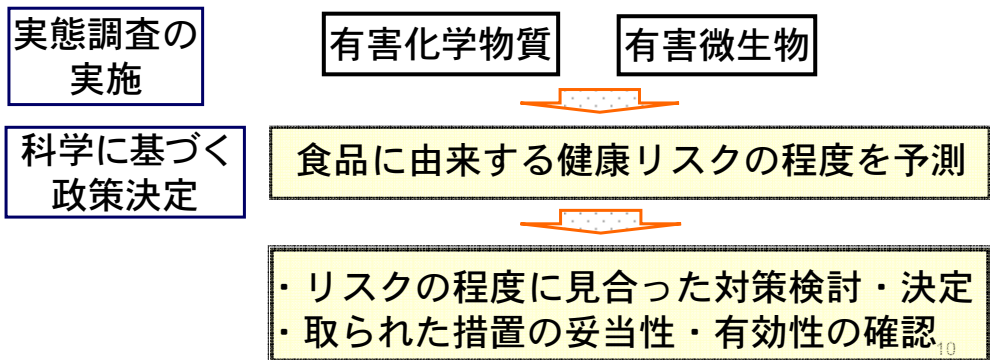 実態調査の
実施
有害化学物質
有害微生物
科学に基づく
政策決定
食品に由来する健康リスクの程度を予測
・リスクの程度に見合った対策検討・決定
・取られた措置の妥当性・有効性の確認
10